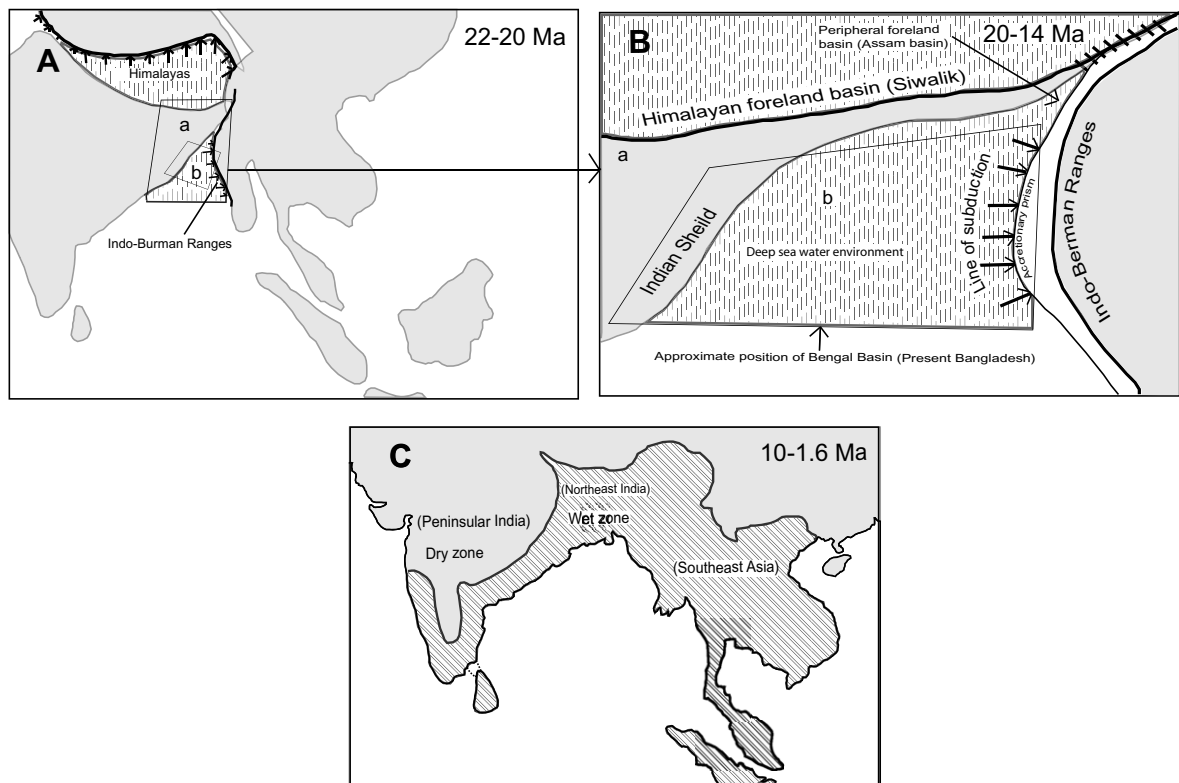 A
22-20 Ma
Himalayas
a
b
Indo-Burman Ranges
B
20-14 Ma
Peripheral foreland
basin (Assam basin)
Himalayan foreland basin (Siwalik)
a
b
Indian Sheild
Deep sea water environment
Line of subduction
Accretionary prism
Indo-Berman Ranges
Approximate position of Bengal Basin (Present Bangladesh)
C
10-1.6 Ma
(Northeast India)
Wet zone
(Peninsular India)
Dry zone
(Southeast Asia)